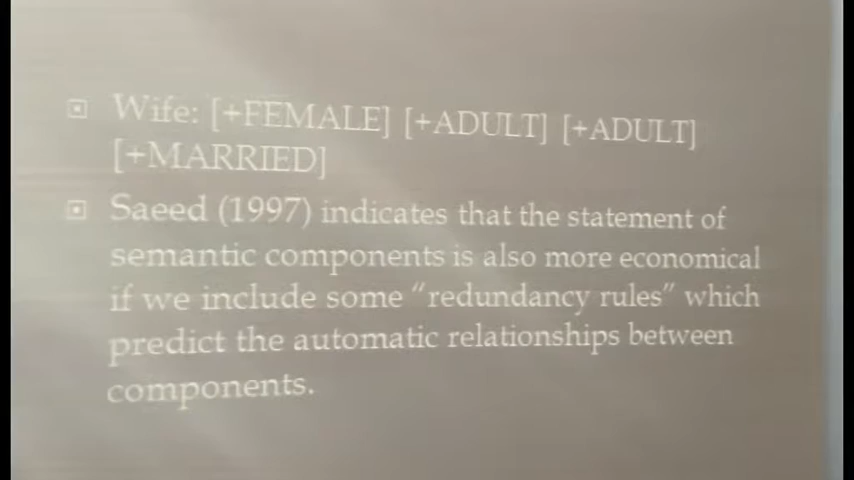 Wife: [+FEMALE] [+ADULT] [+ADULT]
[+MARRIED]
Saeed (1997) indicates that the statement of
semantic components is also more economical
if we include some “redundancy rules” which
predict the automatic relationships between
components.